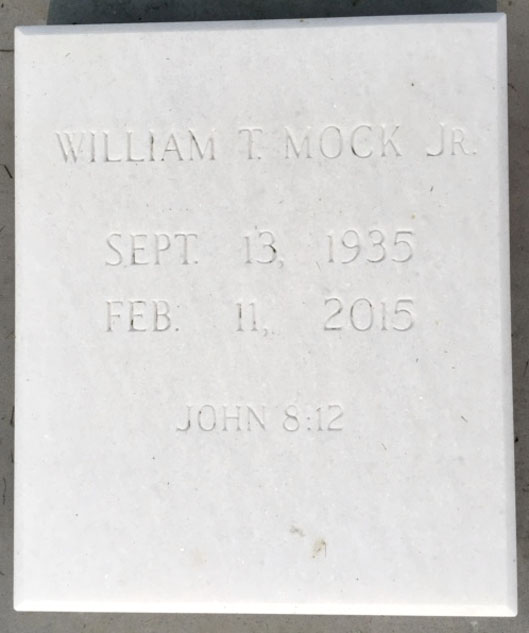 WILLIAM T. MOCK JR.
SEPT. 13, 1935
FEB. 11, 2015
JOHN 8:12